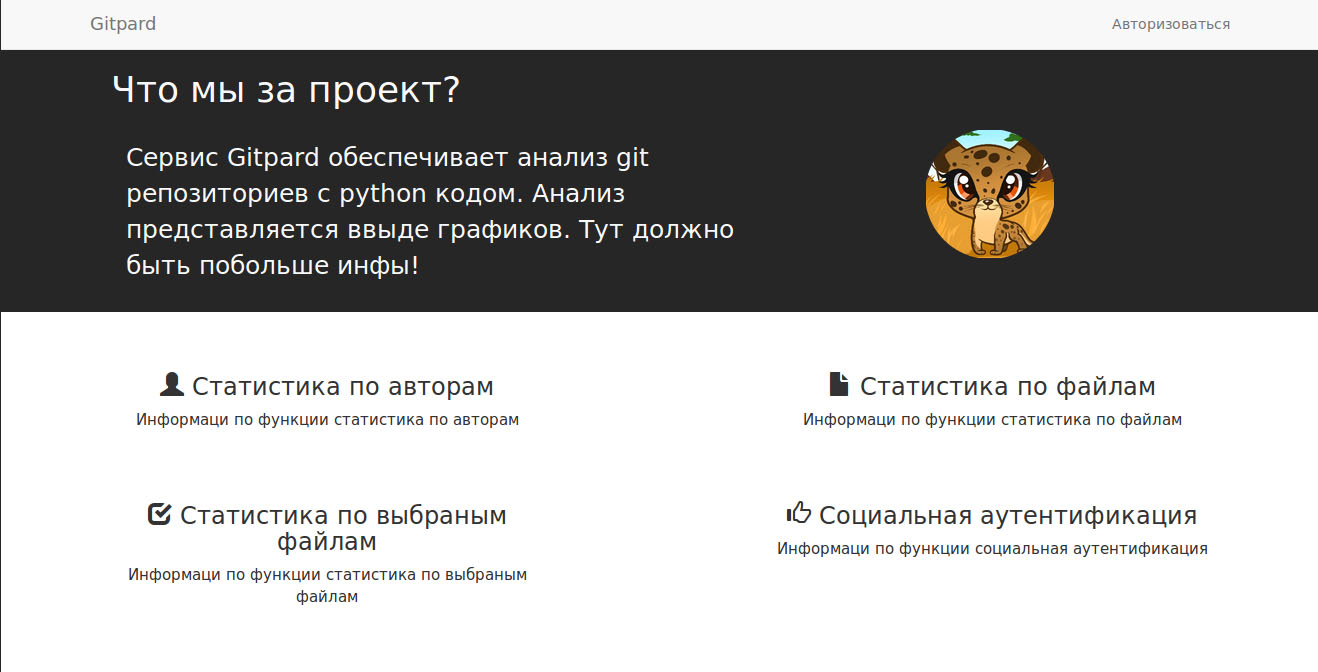 Gitpard
Авторизоваться
Что мы за проект?
Сервис Gitpard обеспечивает анализ git
репозиториев с python кодом. Анализ
представляется ввыде графиков. Тут должно
быть побольше инфы!
Статистика по авторам
Информаци по функции статистика по авторам
Статистика по файлам
Информаци по функции статистика по файлам
Статистика по выбраным
файлам
Информаци по функции статистика по выбраным
файлам
Социальная аутентификация
Информаци по функции социальная аутентификация